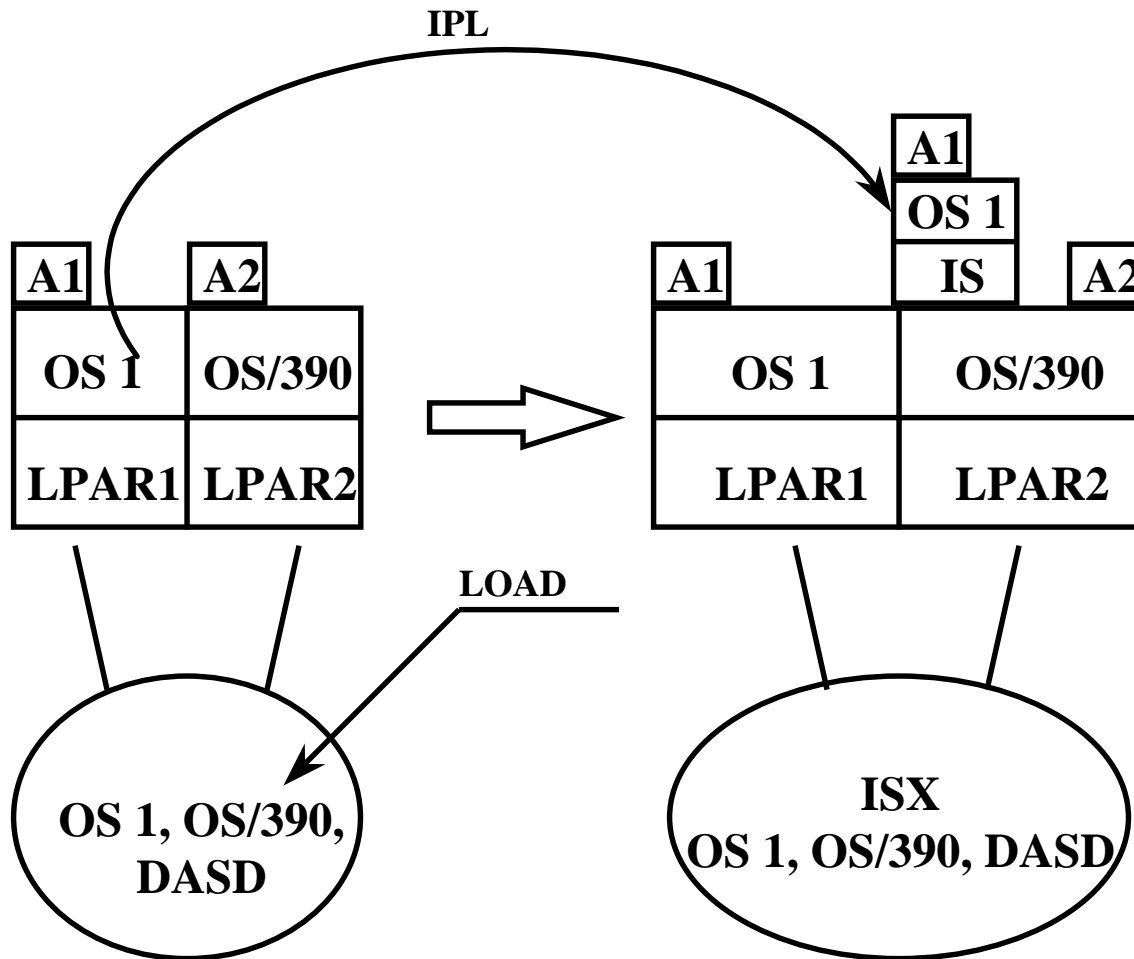 IPL
A1
OS 1
IS
A1
A2
A1
A2
OS 1
OS/390
OS 1
OS/390
LPAR1
LPAR2
LPAR1
LPAR2
LOAD
OS 1, OS/390,
DASD
ISX
OS 1, OS/390, DASD